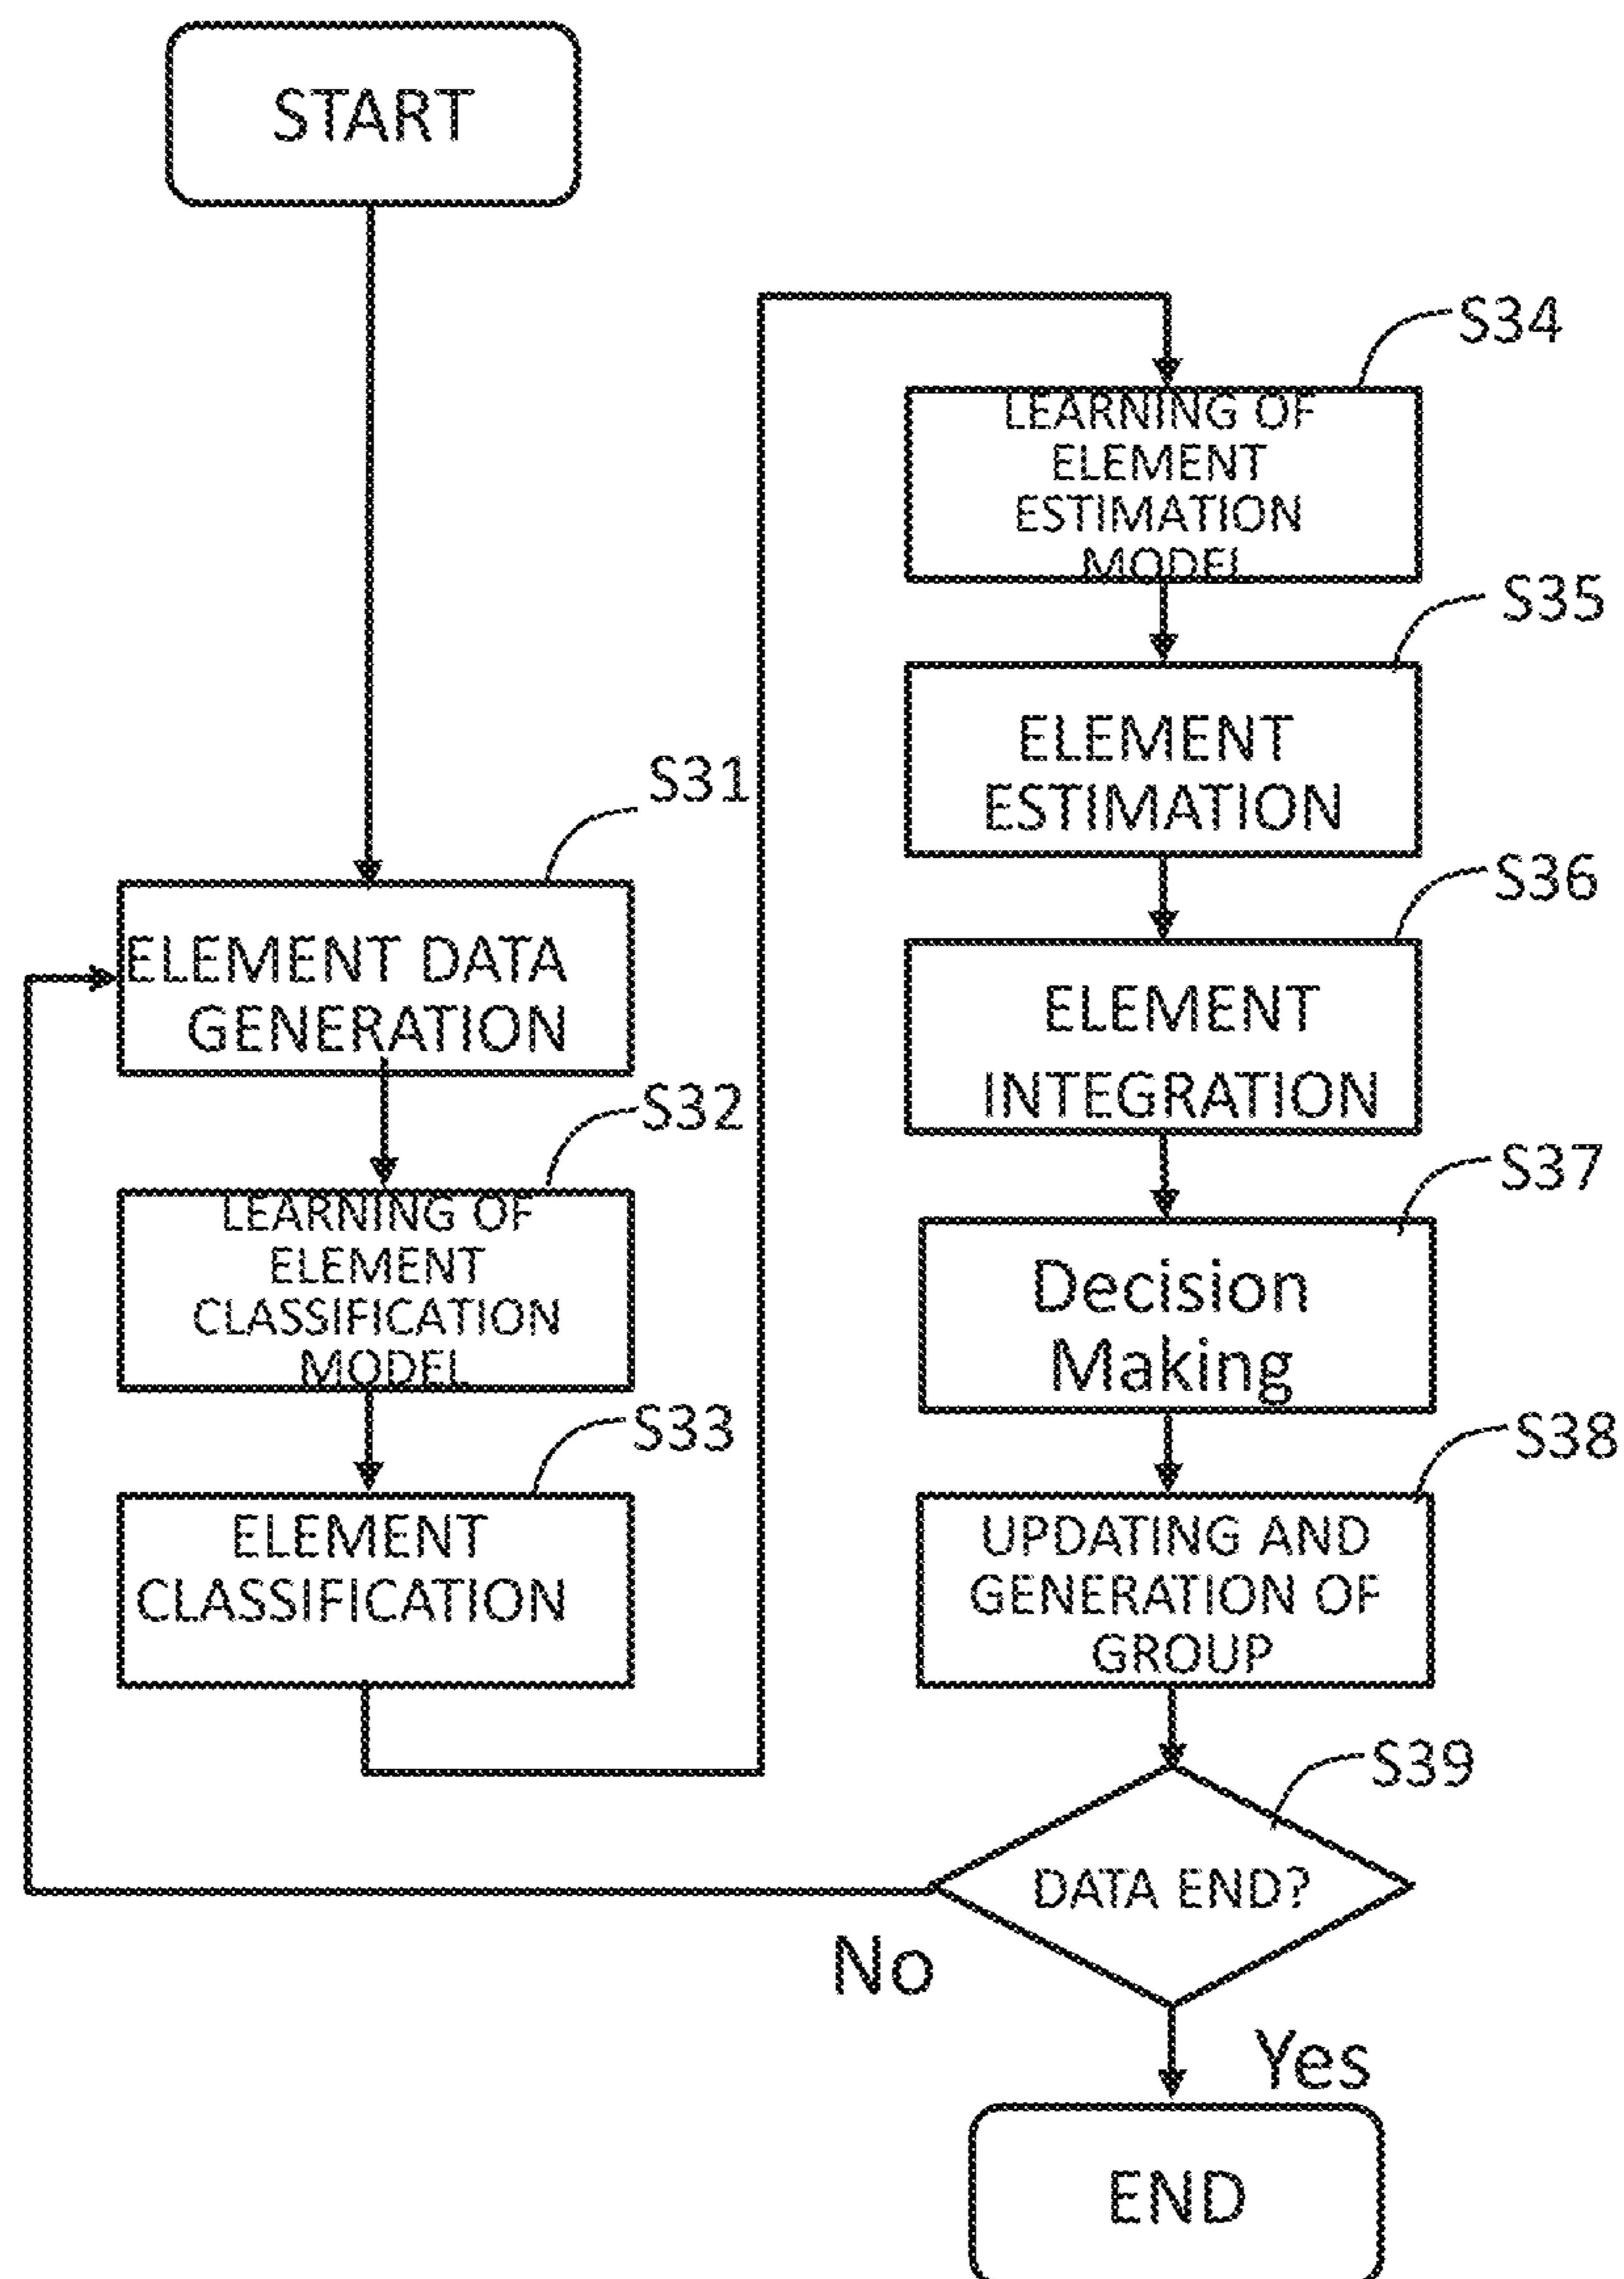 START
S31
ELEMENT DATA
GENERATION
S32
LEARNING OF
ELEMENT
CLASSIFICATION
MODEL
S33
ELEMENT
CLASSIFICATION
S34
LEARNING OF
ELEMENT
ESTIMATION
MODEL
S35
ELEMENT
ESTIMATION
S36
ELEMENT
INTEGRATION
S37
Decision
Making
S38
UPDATING AND
GENERATION OF
GROUP
S39
DATA END?
No
Yes
END